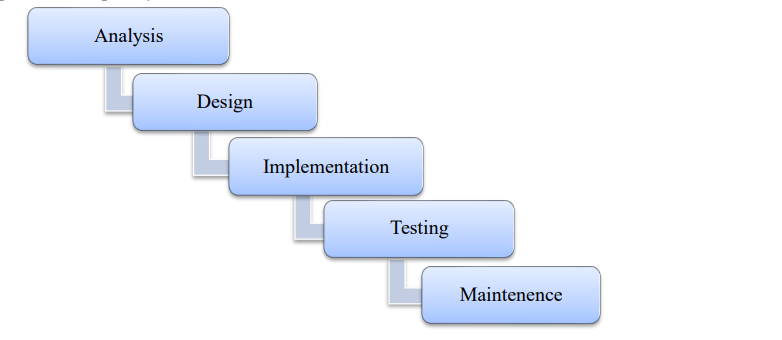 Analysis
Design
Implementation
Testing
Maintenence